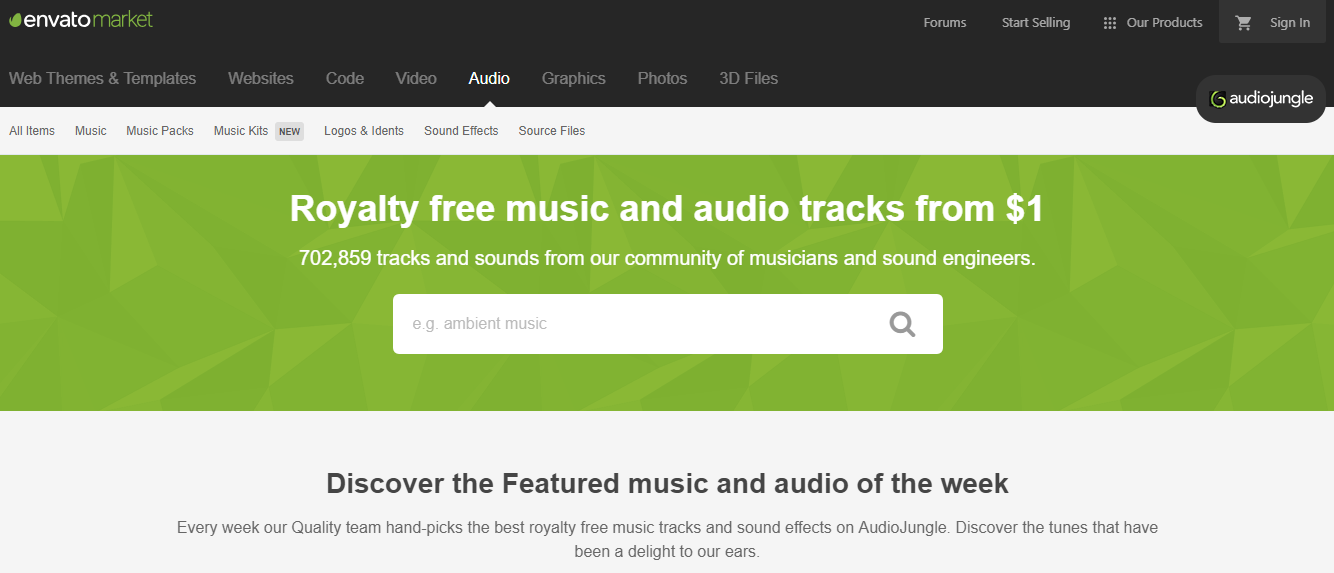 envatomarket
Forums Start Selling Our Products Sign In
Web Themes & Templates Websites Code Video Audio Graphics Photos 3D Files
audiojungle
All Items Music Music Packs Music Kits NEW Logos & Idents Sound Effects Source Files
Royalty free music and audio tracks from $1
702,859 tracks and sounds from our community of musicians and sound engineers.
e.g. ambient music
Discover the Featured music and audio of the week
Every week our Quality team hand-picks the best royalty free music tracks and sound effects on AudioJungle. Discover the tunes that have
been a delight to our ears.